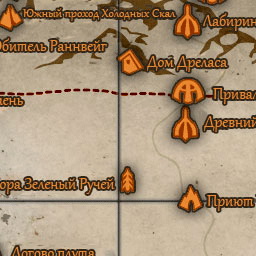 Южный проход Холодных Скал
Лабирин
Обитель Раннвейг
Дом Дреласа
Привал
ень
Древний
ора Зеленый Ручей
Приют
Логово плута